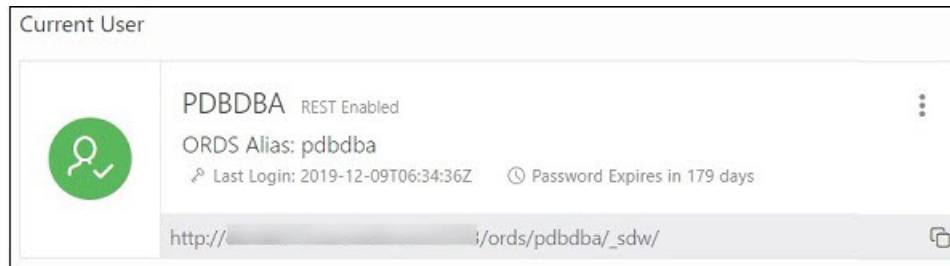 Current User
PDBDBA REST Enabled
ORDS Alias: pdbdba
Last Login: 2019-12-09T06:34:36Z Password Expires in 179 days
http:// /ords/pdbdba/_sdw/